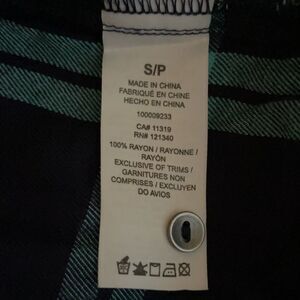 S/P
MADE IN CHINA
FABRIQUÉ EN CHINE
HECHO EN CHINA
100009233
CA# 11319
RN# 121340
100% RAYON / RAYONNE /
RAYÓN
EXCLUSIVE OF TRIMS /
GARNITURES NON
COMPRISES / EXCLUYEN
DO AVIOS